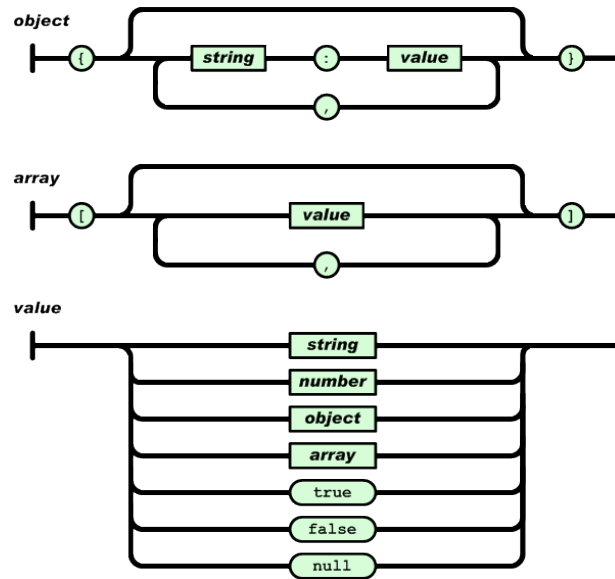 object
{ string : value }
,
array
[ value ]
,
value
string
number
object
array
true
false
null